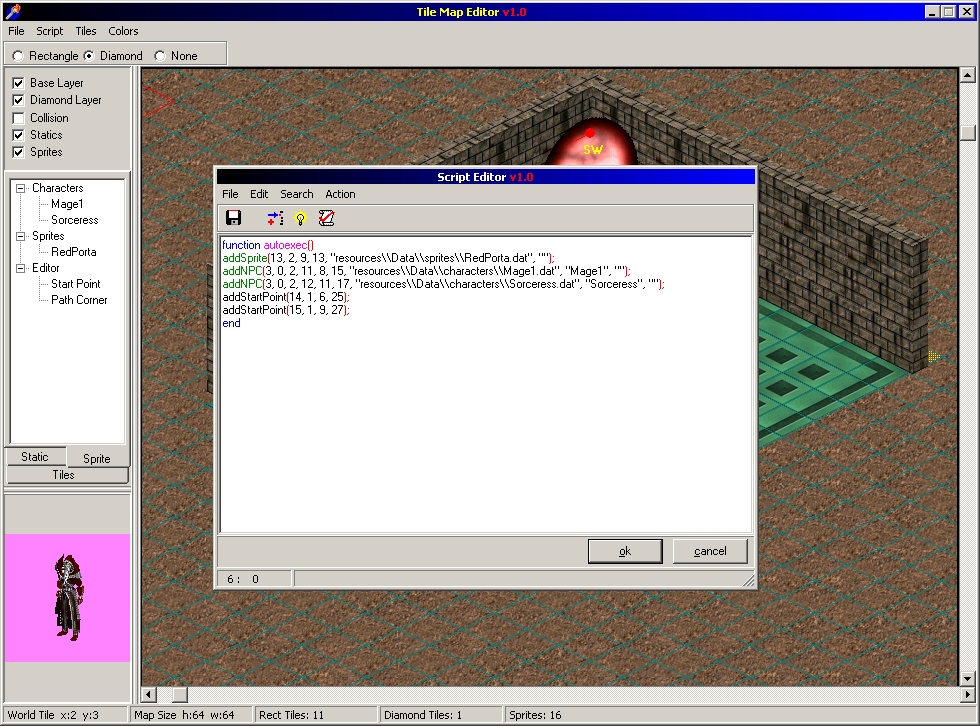 Tile Map Editor v1.0
File Script Tiles Colors
Rectangle Diamond None
Base Layer
Diamond Layer
Collision
Statics
Sprites
Characters
Mage1
Sorceress
Sprites
RedPorta
Editor
Start Point
Path Corner
Static Sprite
Tiles
SW
Script Editor v1.0
File Edit Search Action
function autoexec()
addSprite(13, 2, 9, 13, "resources\\Data\\sprites\\RedPorta.dat", "");
addNPC(3, 0, 2, 11, 8, 15, "resources\\Data\\characters\\Mage1.dat", "Mage1", "");
addNPC(3, 0, 2, 12, 11, 17, "resources\\Data\\characters\\Sorceress.dat", "Sorceress", "");
addStartPoint(14, 1, 6, 25);
addStartPoint(15, 1, 9, 27);
end
ok cancel
6: 0
World Tile x:2 y:3 Map Size h:64 w:64 Rect Tiles: 11 Diamond Tiles: 1 Sprites: 16